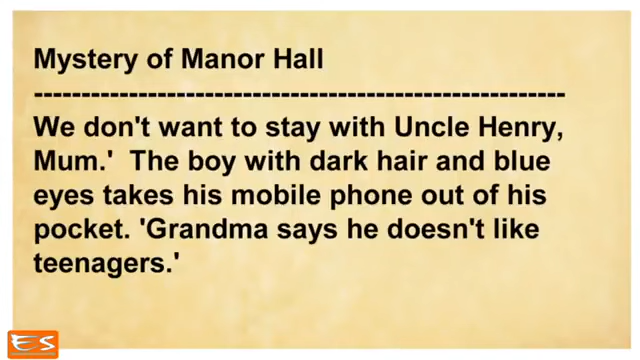 Mystery of Manor Hall
--------------------------------------------------------
We don't want to stay with Uncle Henry,
Mum.'  The boy with dark hair and blue
eyes takes his mobile phone out of his
pocket. 'Grandma says he doesn't like
teenagers.'
ES